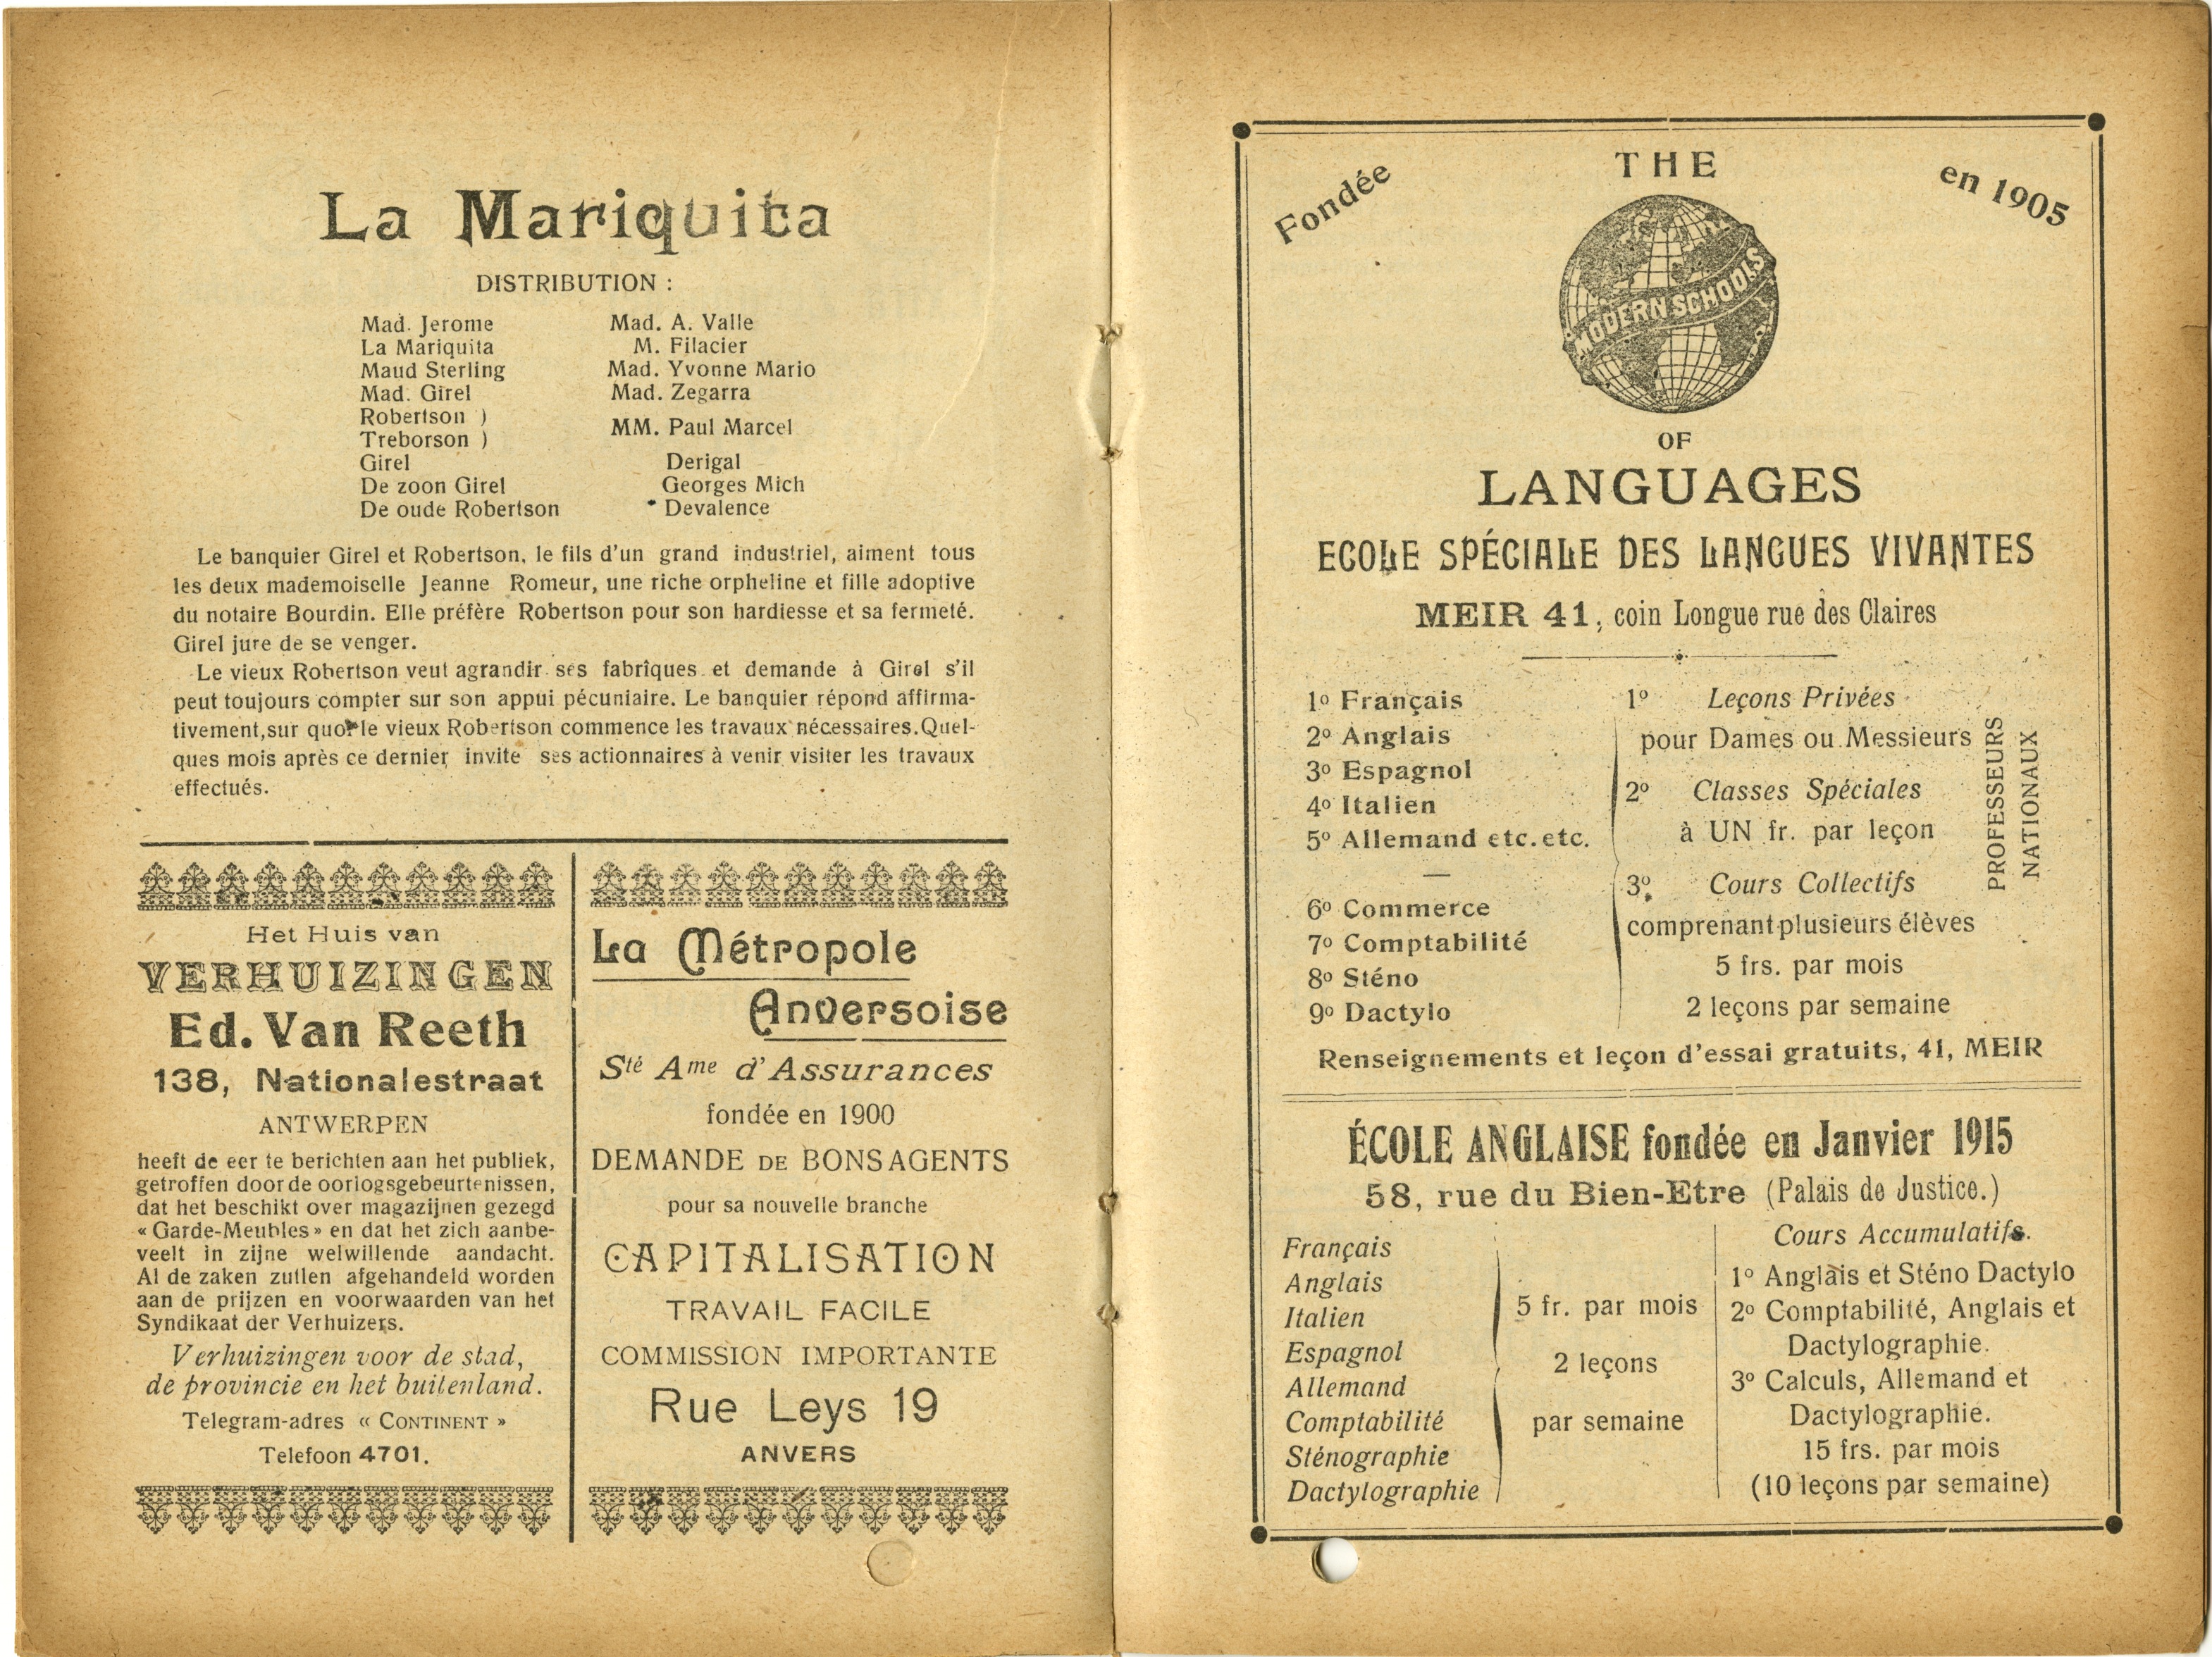 La Mariquita
DISTRIBUTION :
Mad. Jerome Mad. A. Valle
La Mariquita M. Filacier
Maud Sterling Mad. Yvonne Mario
Mad. Girel Mad. Zegarra
Robertson )
Treborson ) MM. Paul Marcel
Girel Derigal
De zoon Girel Georges Mich
De oude Robertson Devalence
Le banquier Girel et Robertson, le fils d'un grand industriel, aiment tous
les deux mademoiselle Jeanne Romeur, une riche orpheline et fille adoptive
du notaire Bourdin. Elle préfère Robertson pour son hardiesse et sa fermeté.
Girel jure de se venger.
Le vieux Robertson veut agrandir ses fabriques et demande à Girel s'il
peut toujours compter sur son appui pécuniaire. Le banquier répond affirma-
tivement, sur quoi le vieux Robertson commence les travaux nécessaires. Quel-
ques mois après ce dernier invite ses actionnaires à venir visiter les travaux
effectués.
Het Huis van
VERHUIZINGEN
Ed. Van Reeth
138, Nationalestraat
ANTWERPEN
heeft de eer te berichten aan het publiek,
getroffen door de oorlogsgebeurtenissen,
dat het beschikt over magazijnen gezegd
« Garde-Meubles » en dat het zich aanbe-
veelt in zijne welwillende aandacht.
Al de zaken zullen afgehandeld worden
aan de prijzen en voorwaarden van het
Syndikaat der Verhuizers.
Verhuizingen voor de stad,
de provincie en het buitenland.
Telegram-adres « CONTINENT »
Telefoon 4701.
La Métropole
Anversoise
Sté Ame d'Assurances
fondée en 1900
DEMANDE DE BONS AGENTS
pour sa nouvelle branche
CAPITALISATION
TRAVAIL FACILE
COMMISSION IMPORTANTE
Rue Leys 19
ANVERS
Fondée en 1905
THE
MODERN SCHOOLS
OF
LANGUAGES
ECOLE SPÉCIALE DES LANGUES VIVANTES
MEIR 41, coin Longue rue des Claires
1º Français
2º Anglais
3º Espagnol
4º Italien
5º Allemand etc. etc.
6º Commerce
7º Comptabilité
8º Sténo
9º Dactylo
1º Leçons Privées
pour Dames ou Messieurs
2º Classes Spéciales
à UN fr. par leçon
3º Cours Collectifs
comprenant plusieurs élèves
5 frs. par mois
2 leçons par semaine
PROFESSEURS
NATIONAUX
Renseignements et leçon d'essai gratuits, 41, MEIR
ÉCOLE ANGLAISE fondée en Janvier 1915
58, rue du Bien-Etre (Palais de Justice.)
Français
Anglais
Italien
Espagnol
Allemand
Comptabilité
Sténographie
Dactylographie
5 fr. par mois
2 leçons
par semaine
Cours Accumulatifs.
1º Anglais et Sténo Dactylo
2º Comptabilité, Anglais et
Dactylographie.
3º Calculs, Allemand et
Dactylographie.
15 frs. par mois
(10 leçons par semaine)